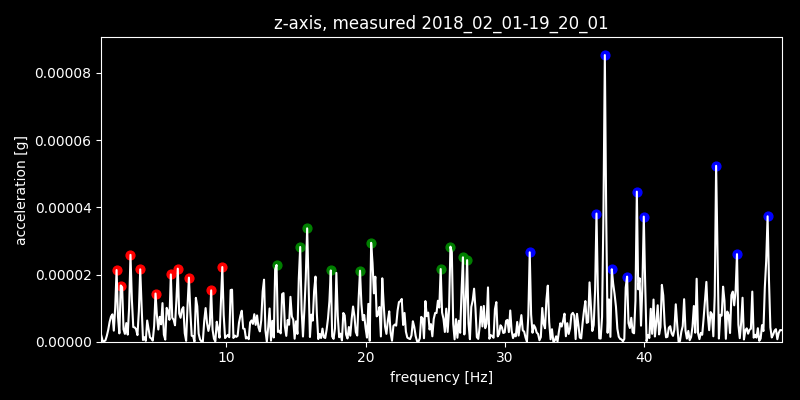 z-axis, measured 2018_02_01-19_20_01
acceleration [g]
0.00008
0.00006
0.00004
0.00002
0.00000
10 20 30 40
frequency [Hz]